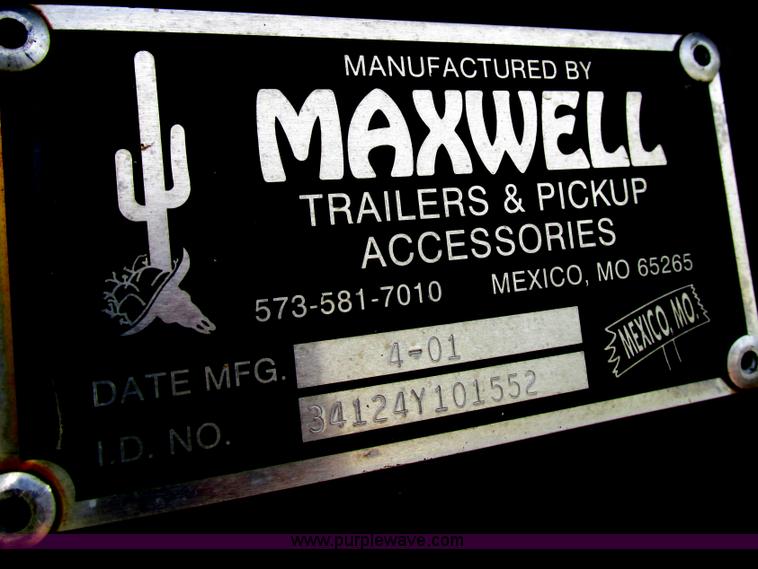 MANUFACTURED BY
MAXWELL
TRAILERS & PICKUP
ACCESSORIES
573-581-7010 MEXICO, MO 65265
MEXICO, MO.
DATE MFG. 4-01
I.D. NO. 34124Y101552
www.purplewave.com